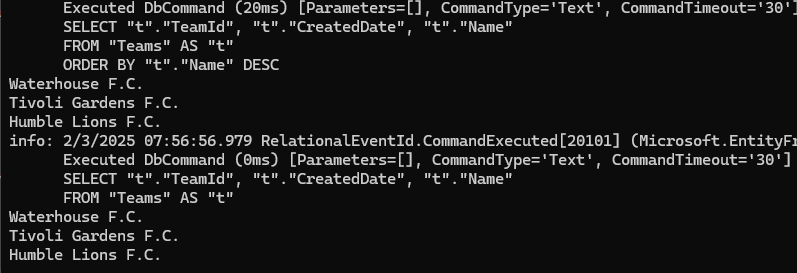 Executed DbCommand (20ms) [Parameters=[], CommandType='Text', CommandTimeout='30']
SELECT "t"."TeamId", "t"."CreatedDate", "t"."Name"
FROM "Teams" AS "t"
ORDER BY "t"."Name" DESC
Waterhouse F.C.
Tivoli Gardens F.C.
Humble Lions F.C.
info: 2/3/2025 07:56:56.979 RelationalEventId.CommandExecuted[20101] (Microsoft.EntityFr
Executed DbCommand (0ms) [Parameters=[], CommandType='Text', CommandTimeout='30']
SELECT "t"."TeamId", "t"."CreatedDate", "t"."Name"
FROM "Teams" AS "t"
Waterhouse F.C.
Tivoli Gardens F.C.
Humble Lions F.C.